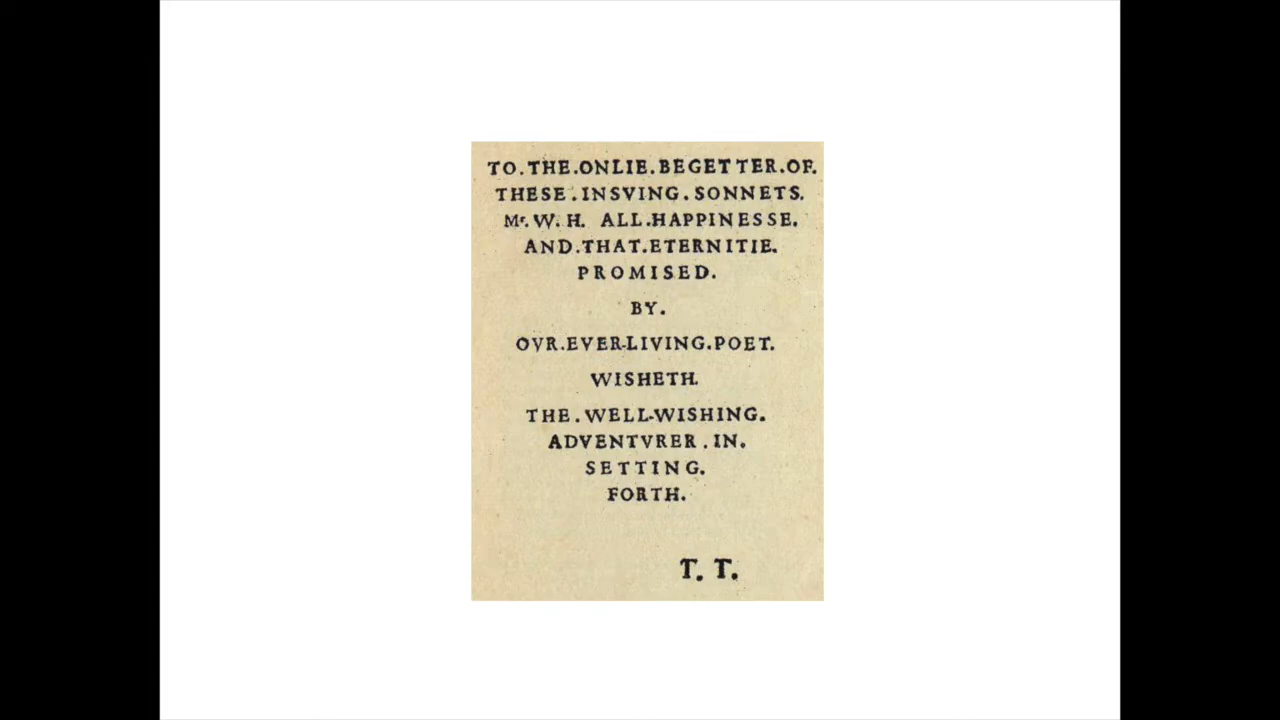 TO.THE.ONLIE.BEGETTER.OF.
THESE.INSVING.SONNETS.
Mr.W.H. ALL.HAPPINESSE.
AND.THAT.ETERNITIE.
PROMISED.
BY.
OVR.EVER-LIVING.POET.
WISHETH.
THE.WELL-WISHING.
ADVENTVRER.IN.
SETTING.
FORTH.
T. T.